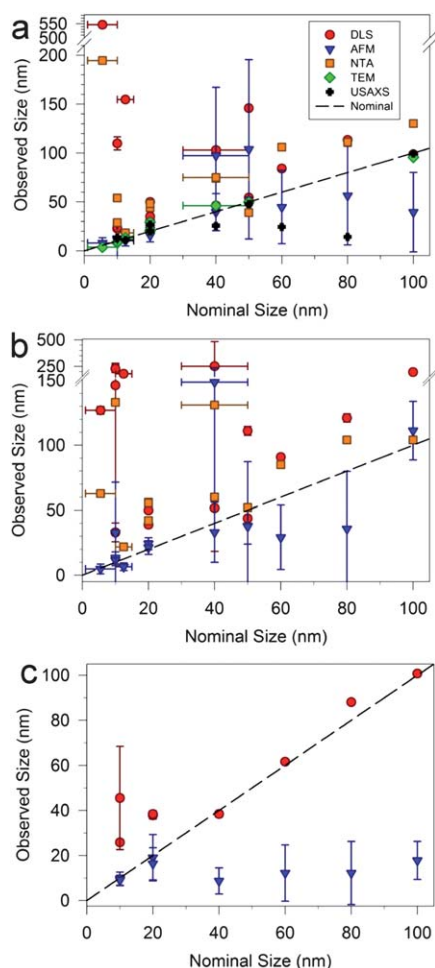 a
550
500
200
150
100
50
0
Observed Size (nm)
DLS
AFM
NTA
TEM
USAXS
Nominal
0 20 40 60 80 100
Nominal Size (nm)
b
500
250
150
100
50
0
Observed Size (nm)
0 20 40 60 80 100
Nominal Size (nm)
c
100
80
60
40
20
0
Observed Size (nm)
0 20 40 60 80 100
Nominal Size (nm)